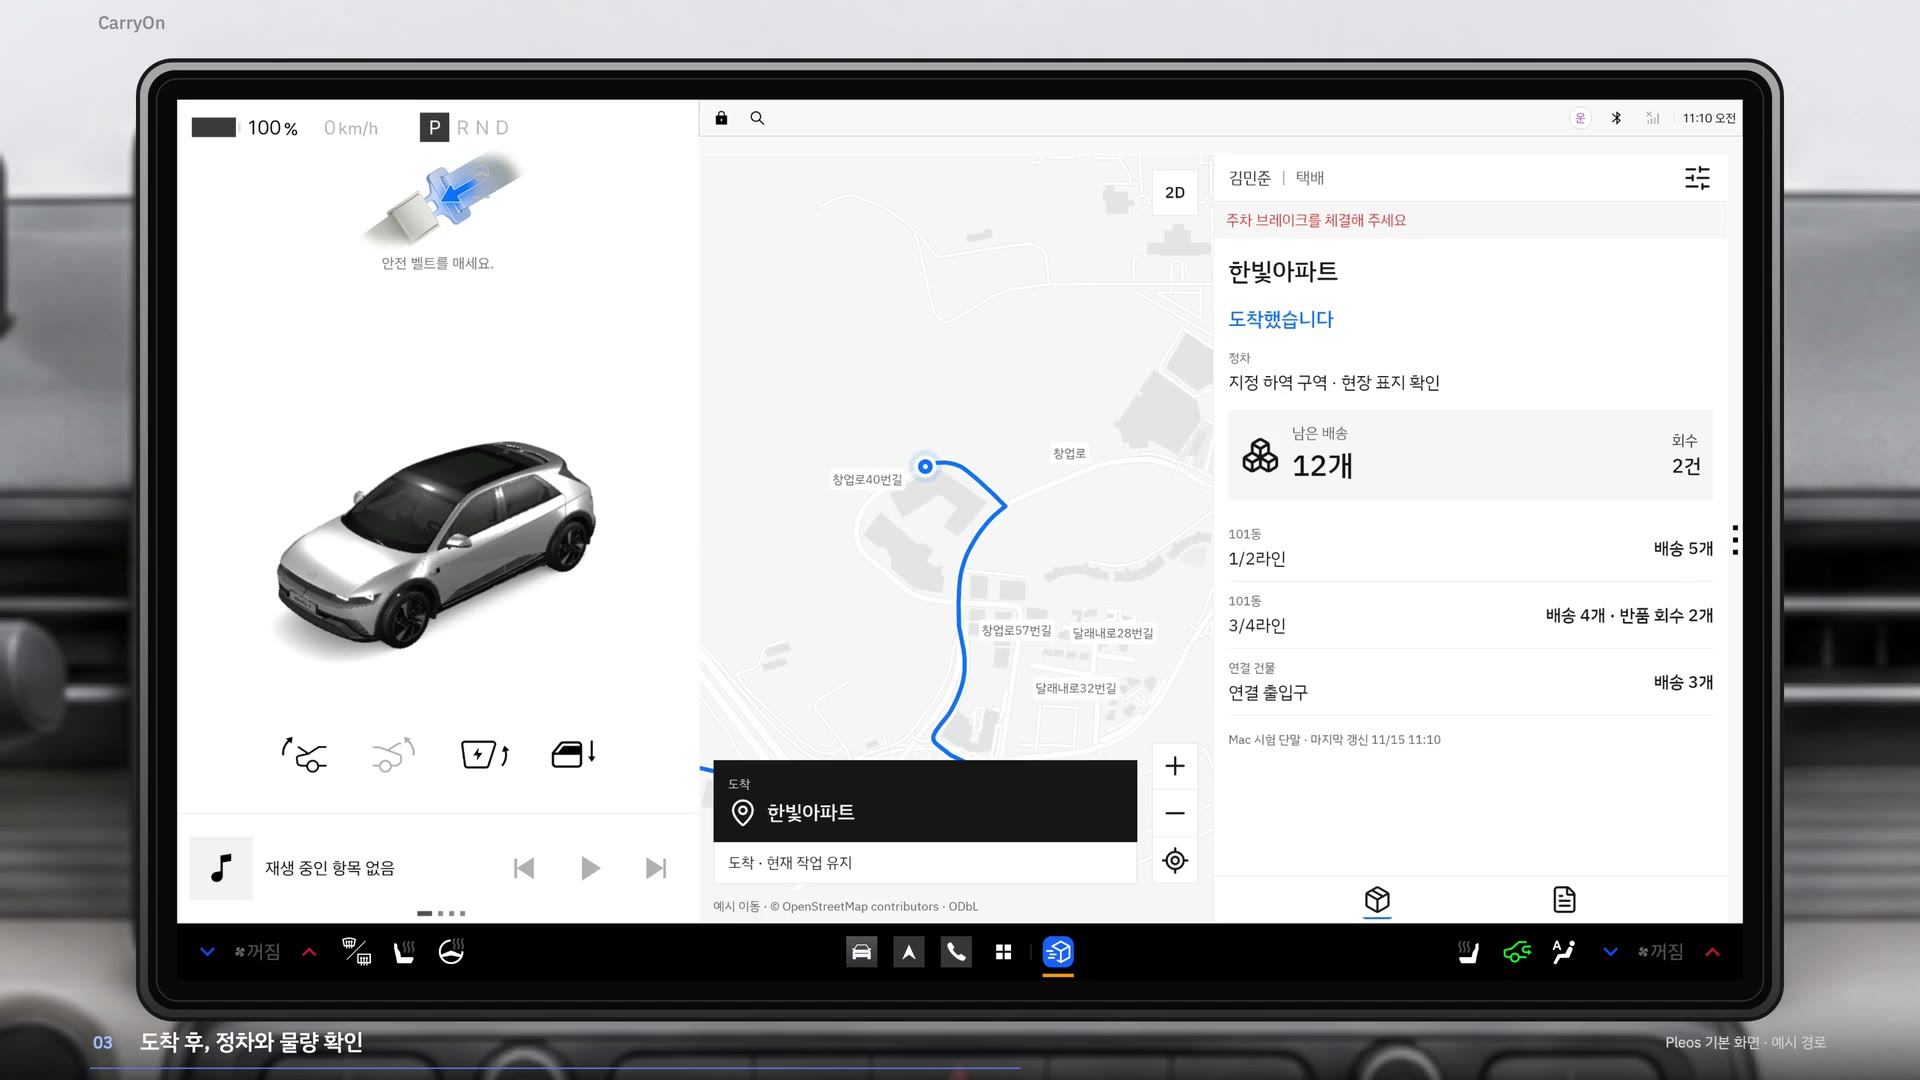 CarryOn
100 %
0 km/h
P R N D
안전 벨트를 매세요.
재생 중인 항목 없음
운
11:10 오전
2D
창업로
창업로40번길
창업로57번길
달래내로28번길
달래내로32번길
도착
한빛아파트
도착 · 현재 작업 유지
예시 이동 · © OpenStreetMap contributors · ODbL
김민준 | 택배
주차 브레이크를 체결해 주세요
한빛아파트
도착했습니다
정차
지정 하역 구역 · 현장 표지 확인
남은 배송
12개
회수
2건
101동
1/2라인
배송 5개
101동
3/4라인
배송 4개 · 반품 회수 2개
연결 건물
연결 출입구
배송 3개
Mac 시험 단말 · 마지막 갱신 11/15 11:10
꺼짐
A
꺼짐
03 도착 후, 정차와 물량 확인
Pleos 기본 화면 · 예시 경로